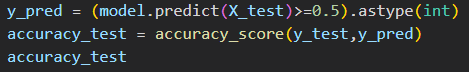 y_pred = (model.predict(X_test)>=0.5).astype(int)
accuracy_test = accuracy_score(y_test,y_pred)
accuracy_test